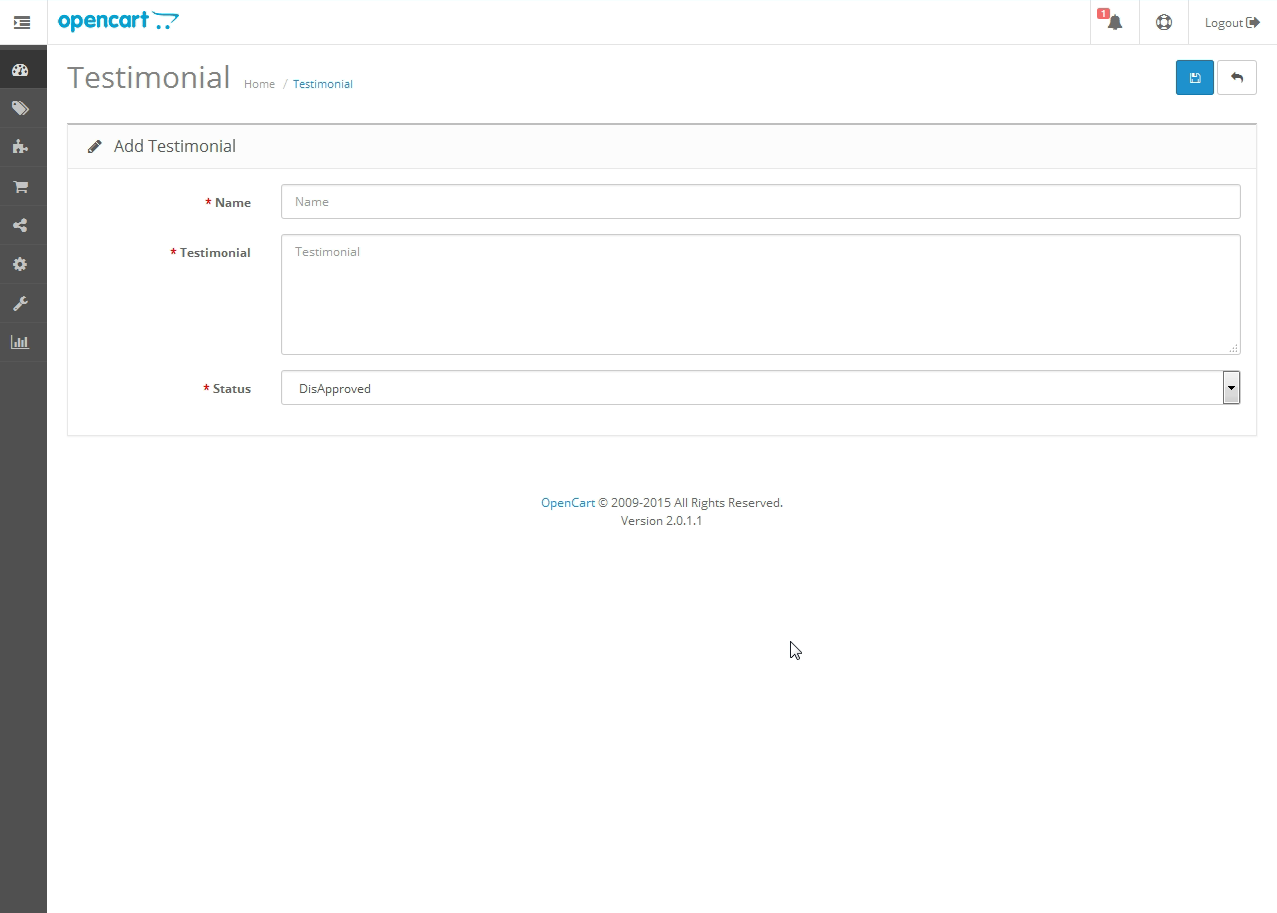 opencart
1
Logout
Testimonial
Home / Testimonial
Add Testimonial
* Name
Name
* Testimonial
Testimonial
* Status
DisApproved
OpenCart © 2009-2015 All Rights Reserved.
Version 2.0.1.1